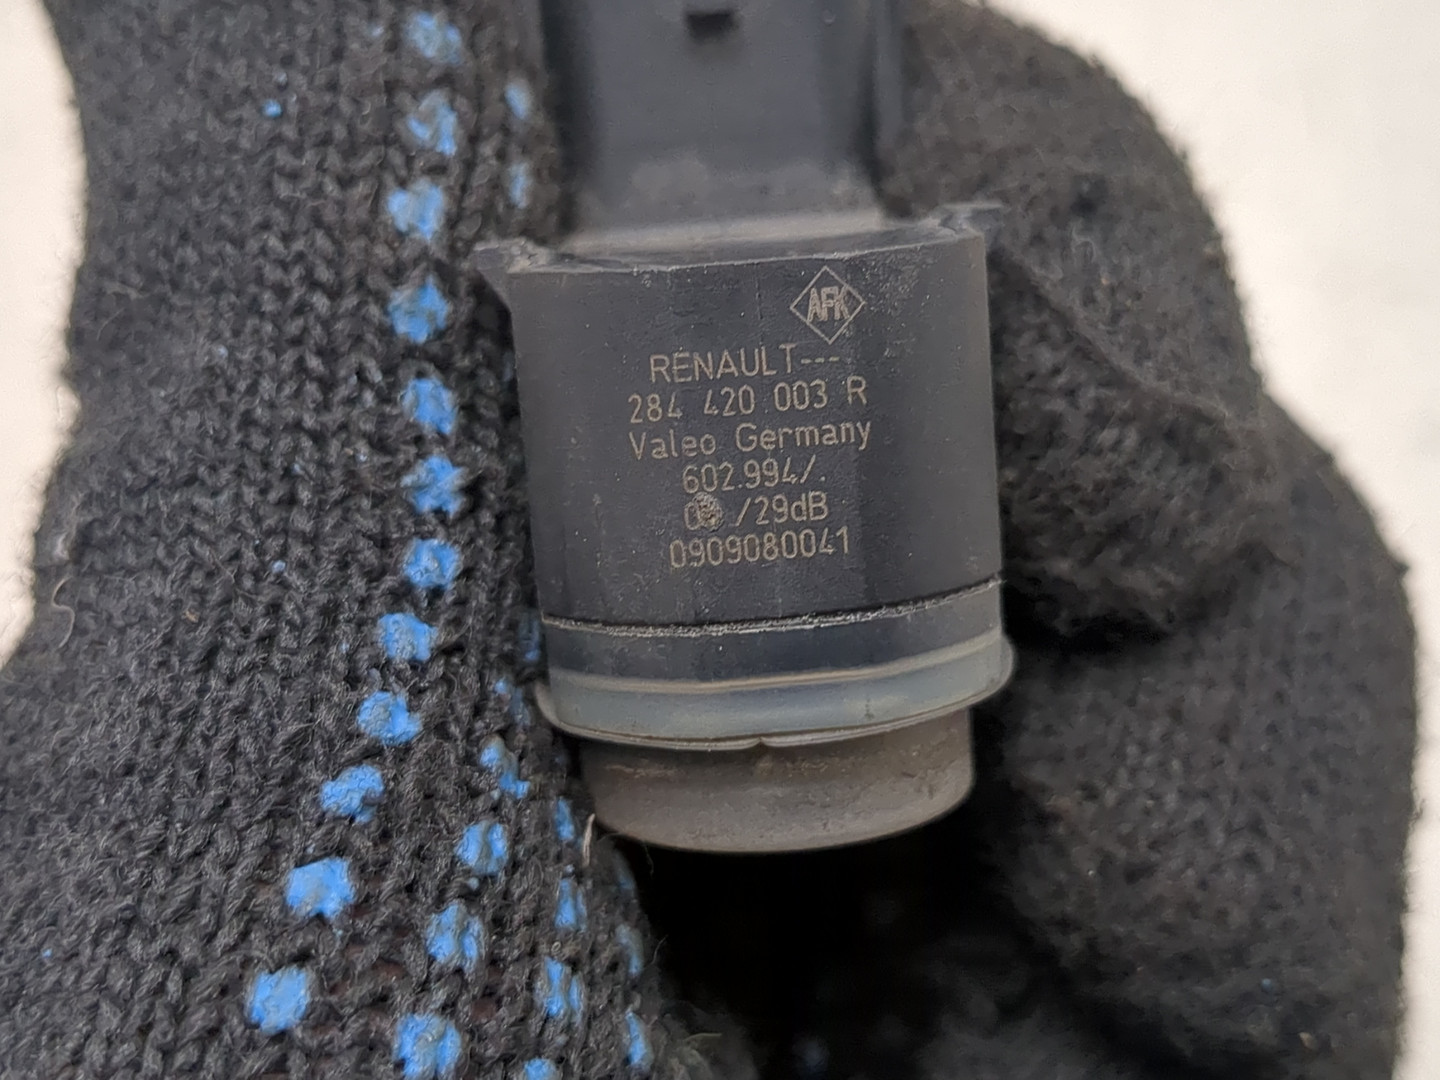 AFK
RENAULT---
284 420 003 R
Valeo Germany
602.994/.
/29dB
0909080041